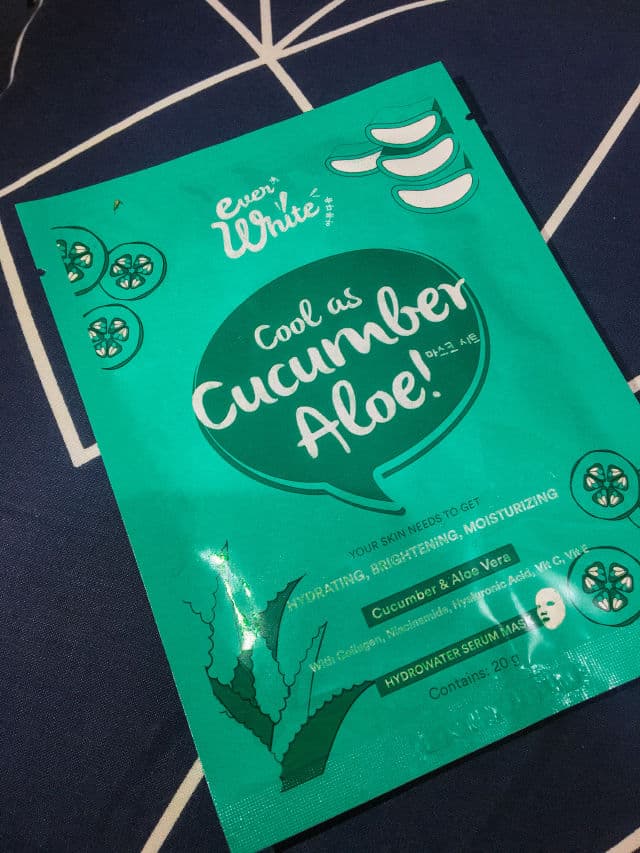 ever
White
Cool as
Cucumber
Aloe!
마스크 시트
YOUR SKIN NEEDS TO GET
HYDRATING, BRIGHTENING, MOISTURIZING
Cucumber & Aloe Vera
With Collagen, Niacinamide, Hyaluronic Acid, Vit C, Vit E
HYDROWATER SERUM MASK
Contains: 20 g